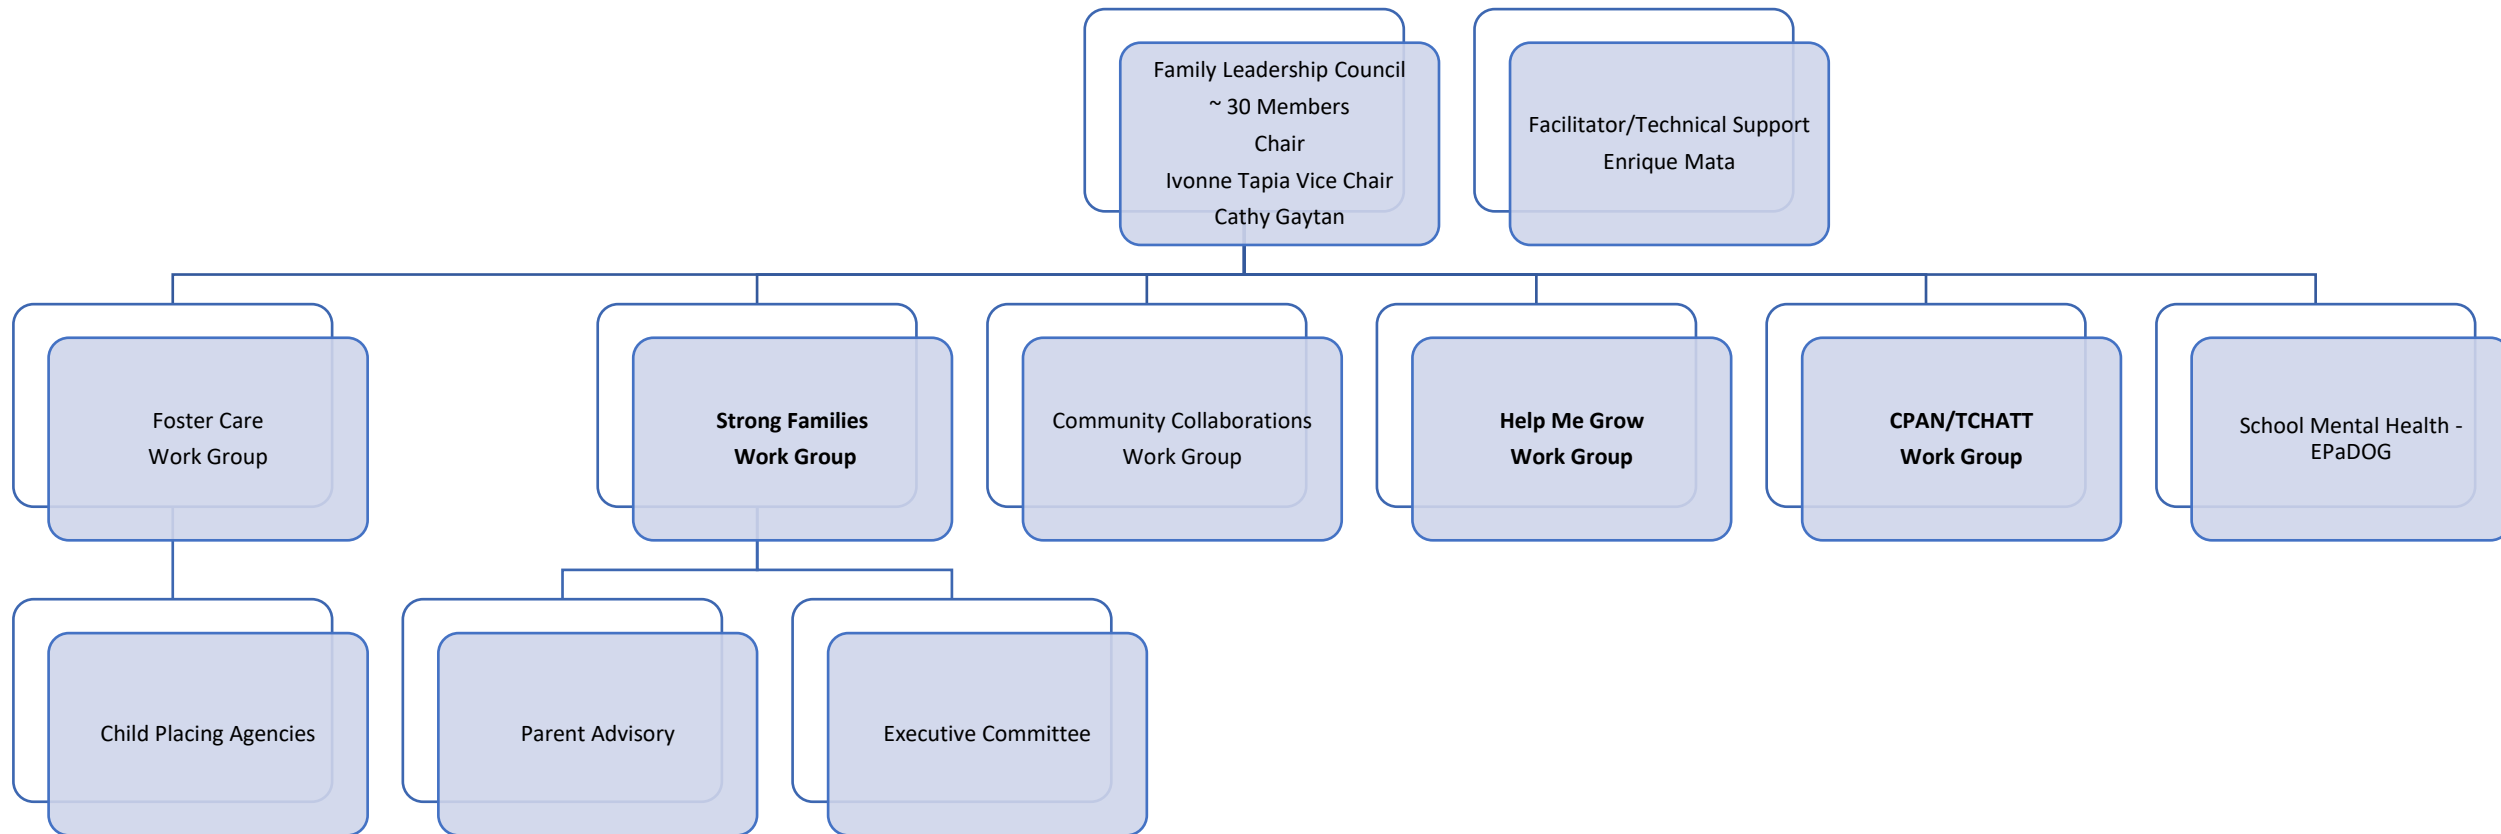 Family Leadership Council
~ 30 Members
Chair
Ivonne Tapia Vice Chair
Cathy Gaytan
Facilitator/Technical Support
Enrique Mata
Foster Care
Work Group
Strong Families
Work Group
Community Collaborations
Work Group
Help Me Grow
Work Group
CPAN/TCHATT
Work Group
School Mental Health -
EPaDOG
Child Placing Agencies
Parent Advisory
Executive Committee